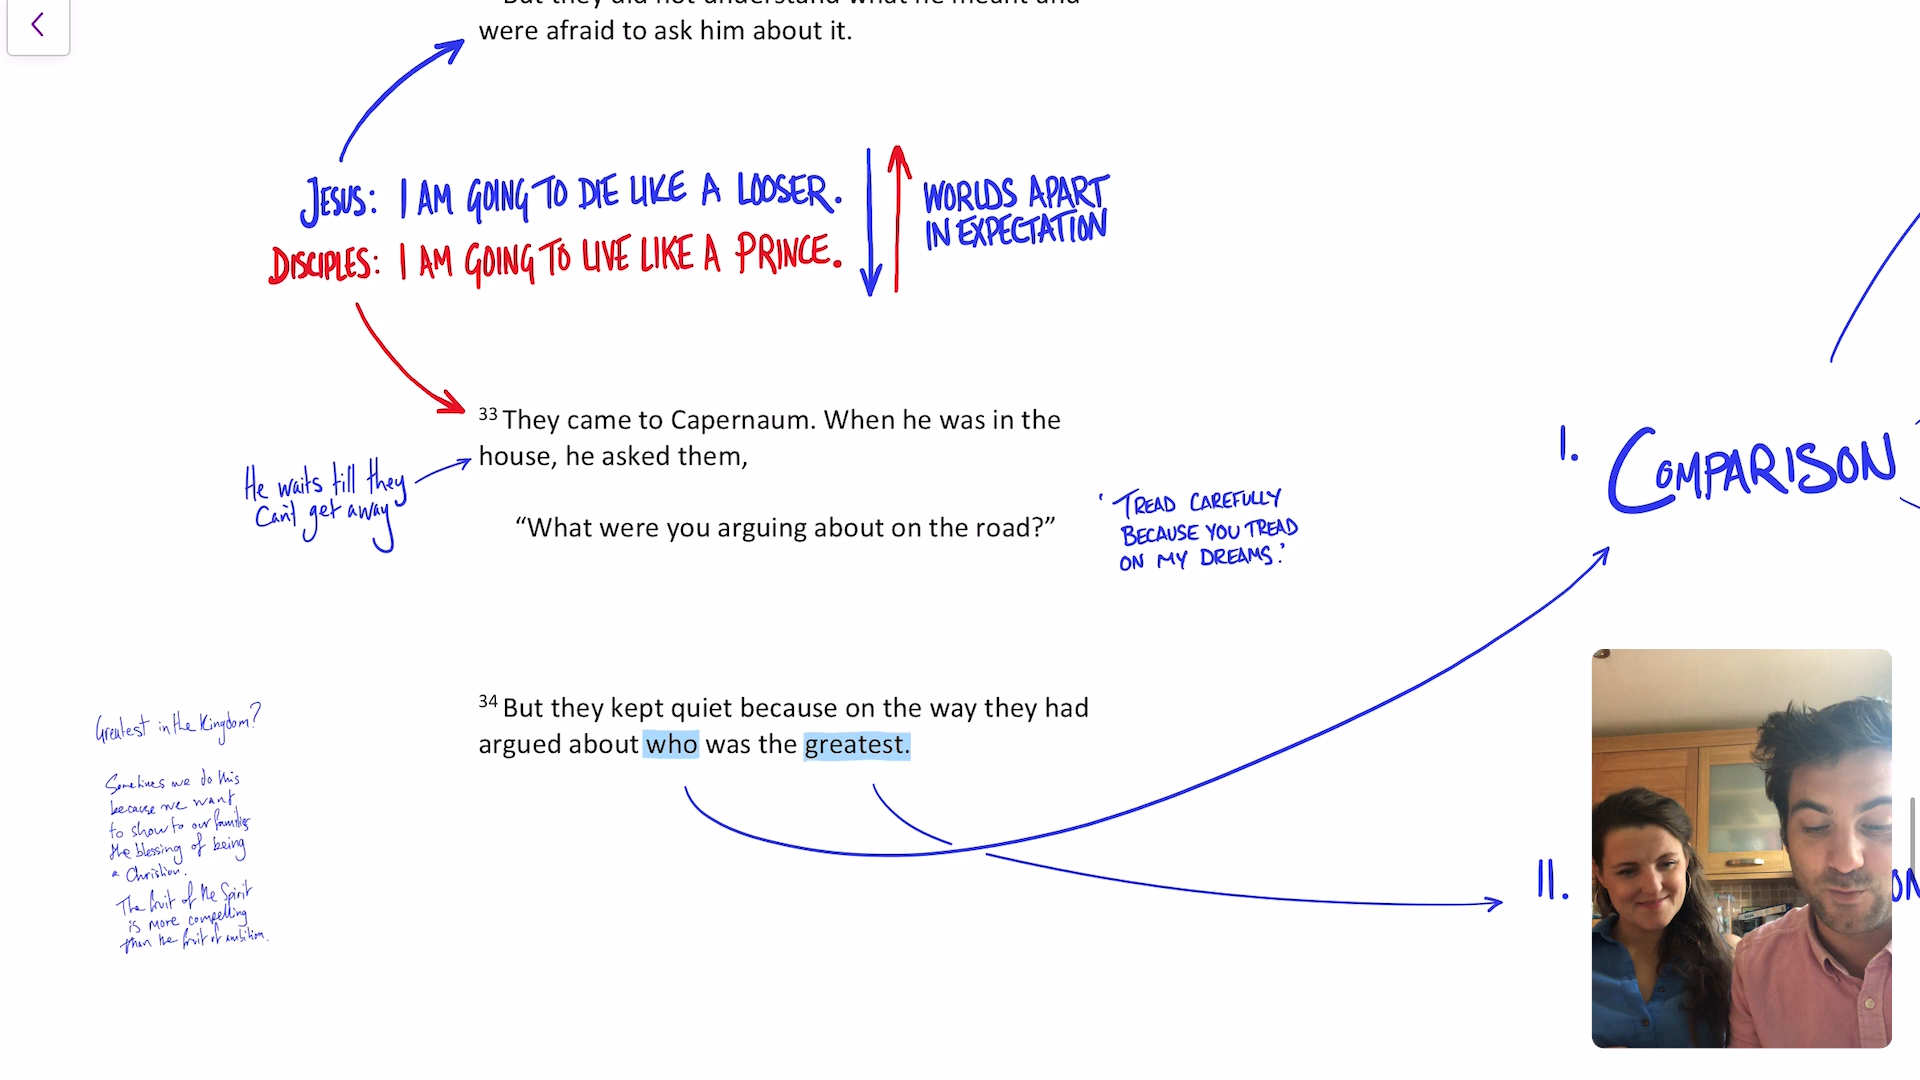 were afraid to ask him about it.
JESUS: I AM GOING TO DIE LIKE A LOOSER.
DISCIPLES: I AM GOING TO LIVE LIKE A PRINCE.
WORLDS APART
IN EXPECTATION
33 They came to Capernaum. When he was in the
house, he asked them,
He waits till they
Can't get away
“What were you arguing about on the road?”
'TREAD CAREFULLY
BECAUSE YOU TREAD
ON MY DREAMS.'
I. COMPARISON
34 But they kept quiet because on the way they had
argued about who was the greatest.
Greatest in the Kingdom?
Sometimes we do this
because we want
to show to our families
the blessing of being
a Christian.
The fruit of the Spirit
is more compelling
than the fruit of ambition.
II.
ON